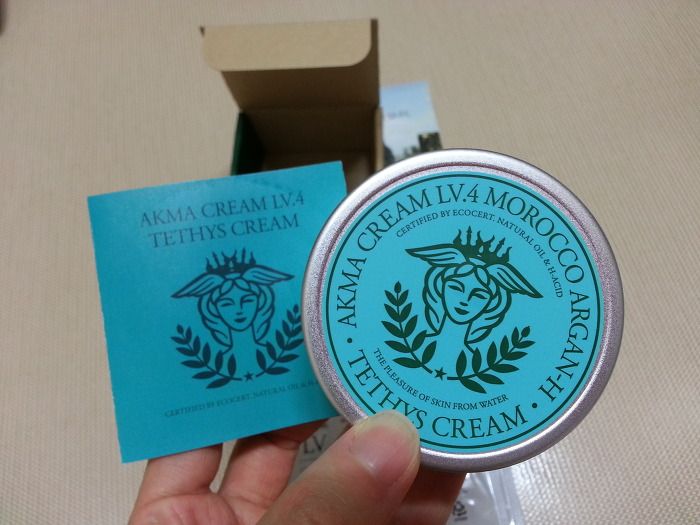 AKMA CREAM LV.4
TETHYS CREAM
CERTIFIED BY ECOCERT. NATURAL OIL & H-A
AKMA CREAM LV.4 MOROCCO ARGAN-H
CERTIFIED BY ECOCERT. NATURAL OIL & H-ACID
THE PLEASURE OF SKIN FROM WATER
• TETHYS CREAM •
LV